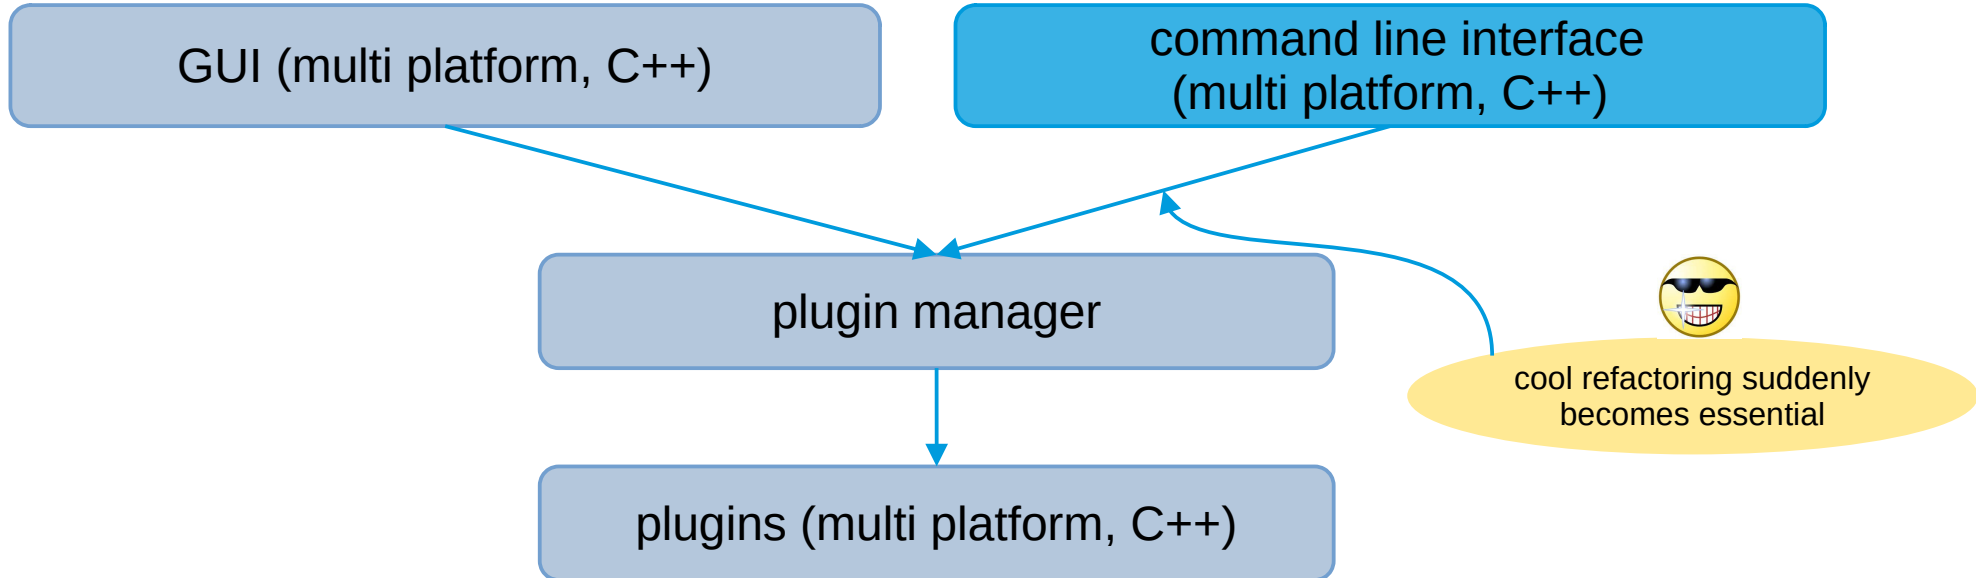 GUI (multi platform, C++)
command line interface
(multi platform, C++)
plugin manager
cool refactoring suddenly
becomes essential
plugins (multi platform, C++)